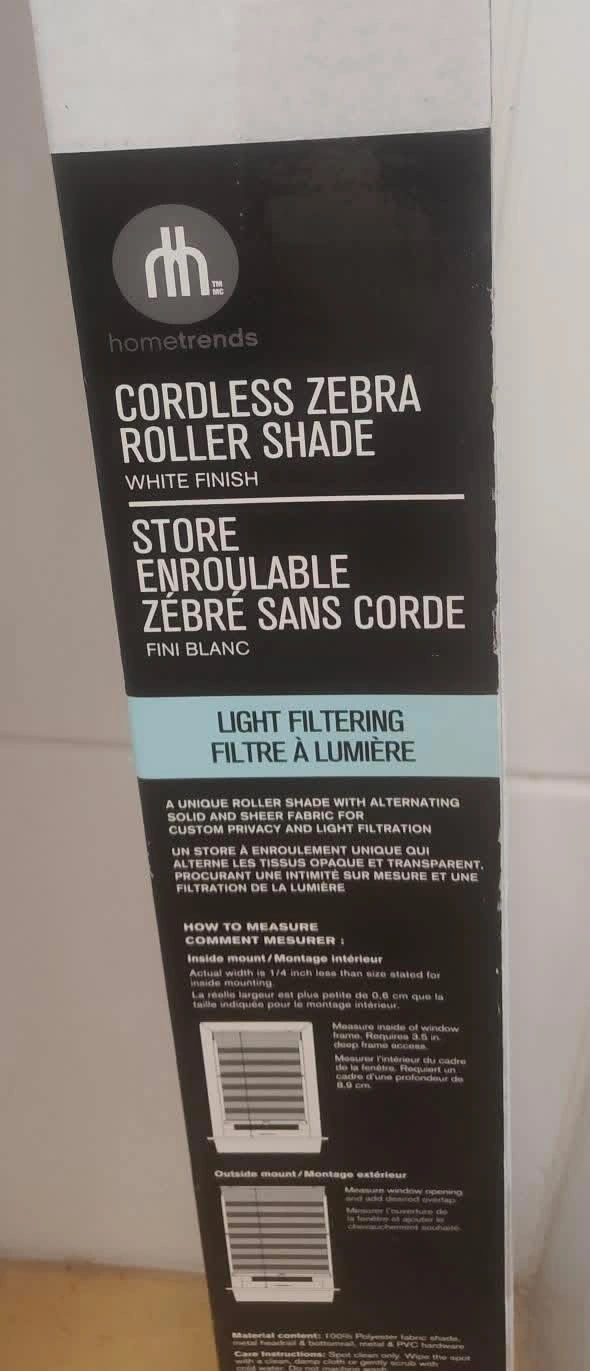 TM
MC
hometrends
CORDLESS ZEBRA
ROLLER SHADE
WHITE FINISH
STORE
ENROULABLE
ZÉBRÉ SANS CORDE
FINI BLANC
LIGHT FILTERING
FILTRE À LUMIÈRE
A UNIQUE ROLLER SHADE WITH ALTERNATING
SOLID AND SHEER FABRIC FOR
CUSTOM PRIVACY AND LIGHT FILTRATION
UN STORE À ENROULEMENT UNIQUE QUI
ALTERNE LES TISSUS OPAQUE ET TRANSPARENT,
PROCURANT UNE INTIMITÉ SUR MESURE ET UNE
FILTRATION DE LA LUMIÈRE
HOW TO MEASURE
COMMENT MESURER :
Inside mount/Montage intérieur
Actual width is 1/4 inch less than size stated for
inside mounting.
La réelle largeur est plus petite de 0,6 cm que la
taille indiquée pour le montage intérieur.
Measure inside of window
frame. Requires 3.5 in.
deep frame access.
Mesurer l'intérieur du cadre
de la fenêtre. Requiert un
cadre d'une profondeur de
8,9 cm.
Outside mount/Montage extérieur
Measure window opening
and add desired overlap.
Mesurer l'ouverture de
la fenêtre et ajouter le
chevauchement souhaité.
Material content: 100% Polyester fabric shade,
metal headrail & bottomrail, metal & PVC hardware
Care Instructions: Spot clean only. Wipe the spot
with a clean, damp cloth or gently scrub with
cold water. Do not machine wash